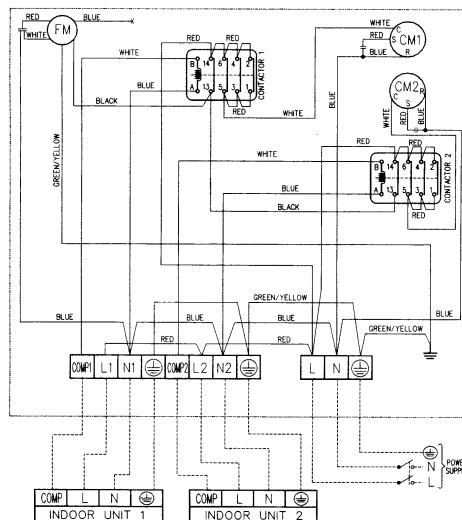 RED
BLUE
WHITE
FM
WHITE
BLUE
BLACK
GREEN/YELLOW
RED
RED
B
14
6
4
2
A
13
5
3
1
RED
CONTACTOR 1
WHITE
WHITE
RED
BLUE
C
S
R
CM1
BLUE
CM2
C
S
R
WHITE
RED
BLUE
RED
WHITE
BLUE
BLACK
B
14
6
4
2
A
13
5
3
1
RED
CONTACTOR 2
RED
GREEN/YELLOW
BLUE
BLUE
BLUE
BLUE
RED
RED
GREEN/YELLOW
COMP1 L1 N1 COMP2 L2 N2
L N
N
L
POWE
SUPP
COMP L N
INDOOR UNIT 1
COMP L N
INDOOR UNIT 2